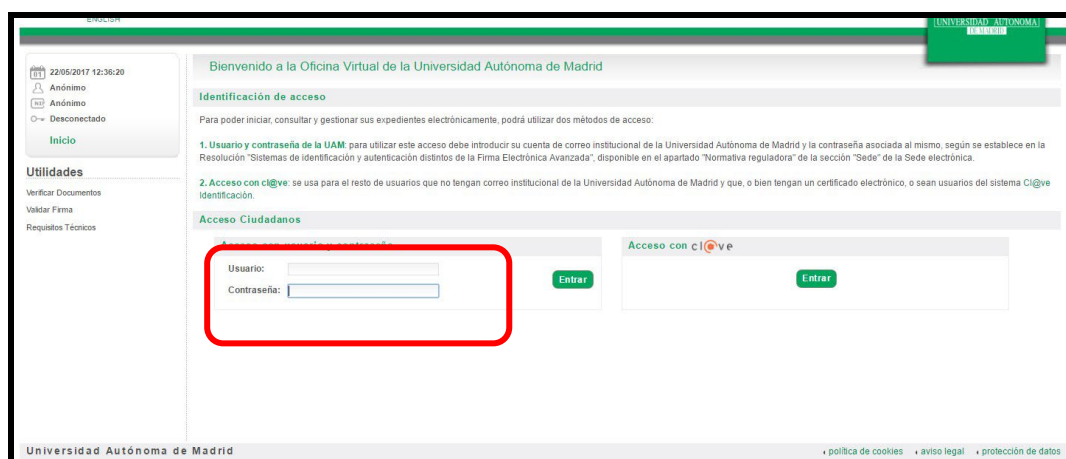 ENGLISH
UNIVERSIDAD AUTONOMA
DE MADRID
22/05/2017 12:36:20
Anónimo
NIF Anónimo
Desconectado
Inicio
Utilidades
Verificar Documentos
Validar Firma
Requisitos Técnicos
Bienvenido a la Oficina Virtual de la Universidad Autónoma de Madrid
Identificación de acceso
Para poder iniciar, consultar y gestionar sus expedientes electrónicamente, podrá utilizar dos métodos de acceso:
1. Usuario y contraseña de la UAM: para utilizar este acceso debe introducir su cuenta de correo institucional de la Universidad Autónoma de Madrid y la contraseña asociada al mismo, según se establece en la
Resolución "Sistemas de identificación y autenticación distintos de la Firma Electrónica Avanzada", disponible en el apartado "Normativa reguladora" de la sección "Sede" de la Sede electrónica.
2. Acceso con cl@ve: se usa para el resto de usuarios que no tengan correo institucional de la Universidad Autónoma de Madrid y que, o bien tengan un certificado electrónico, o sean usuarios del sistema Cl@ve
Identificación.
Acceso Ciudadanos
Acceso con usuario y contraseña
Usuario:
Contraseña:
Entrar
Acceso con cl@ve
Entrar
Universidad Autónoma de Madrid
política de cookies aviso legal protección de datos